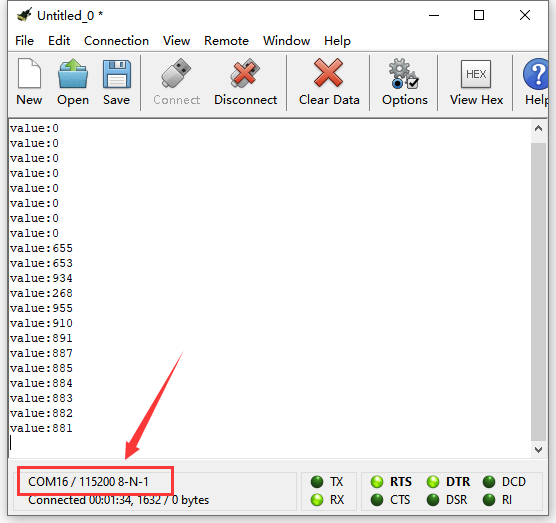 Untitled_0 *
File Edit Connection View Remote Window Help
HEX ?
New Open Save Connect Disconnect Clear Data Options View Hex Help
value:0
value:0
value:0
value:0
value:0
value:0
value:0
value:0
value:655
value:653
value:934
value:268
value:955
value:910
value:891
value:887
value:885
value:884
value:883
value:882
value:881
COM16 / 115200 8-N-1
Connected 00:01:34, 1632 / 0 bytes
TX RTS DTR DCD
RX CTS DSR RI